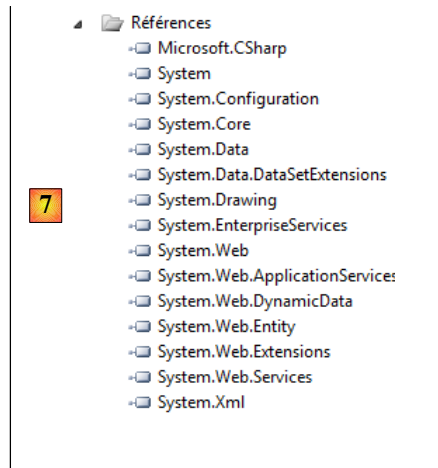 Références
Microsoft.CSharp
System
System.Configuration
System.Core
System.Data
System.Data.DataSetExtensions
7
System.Drawing
System.EnterpriseServices
System.Web
System.Web.ApplicationServices
System.Web.DynamicData
System.Web.Entity
System.Web.Extensions
System.Web.Services
System.Xml